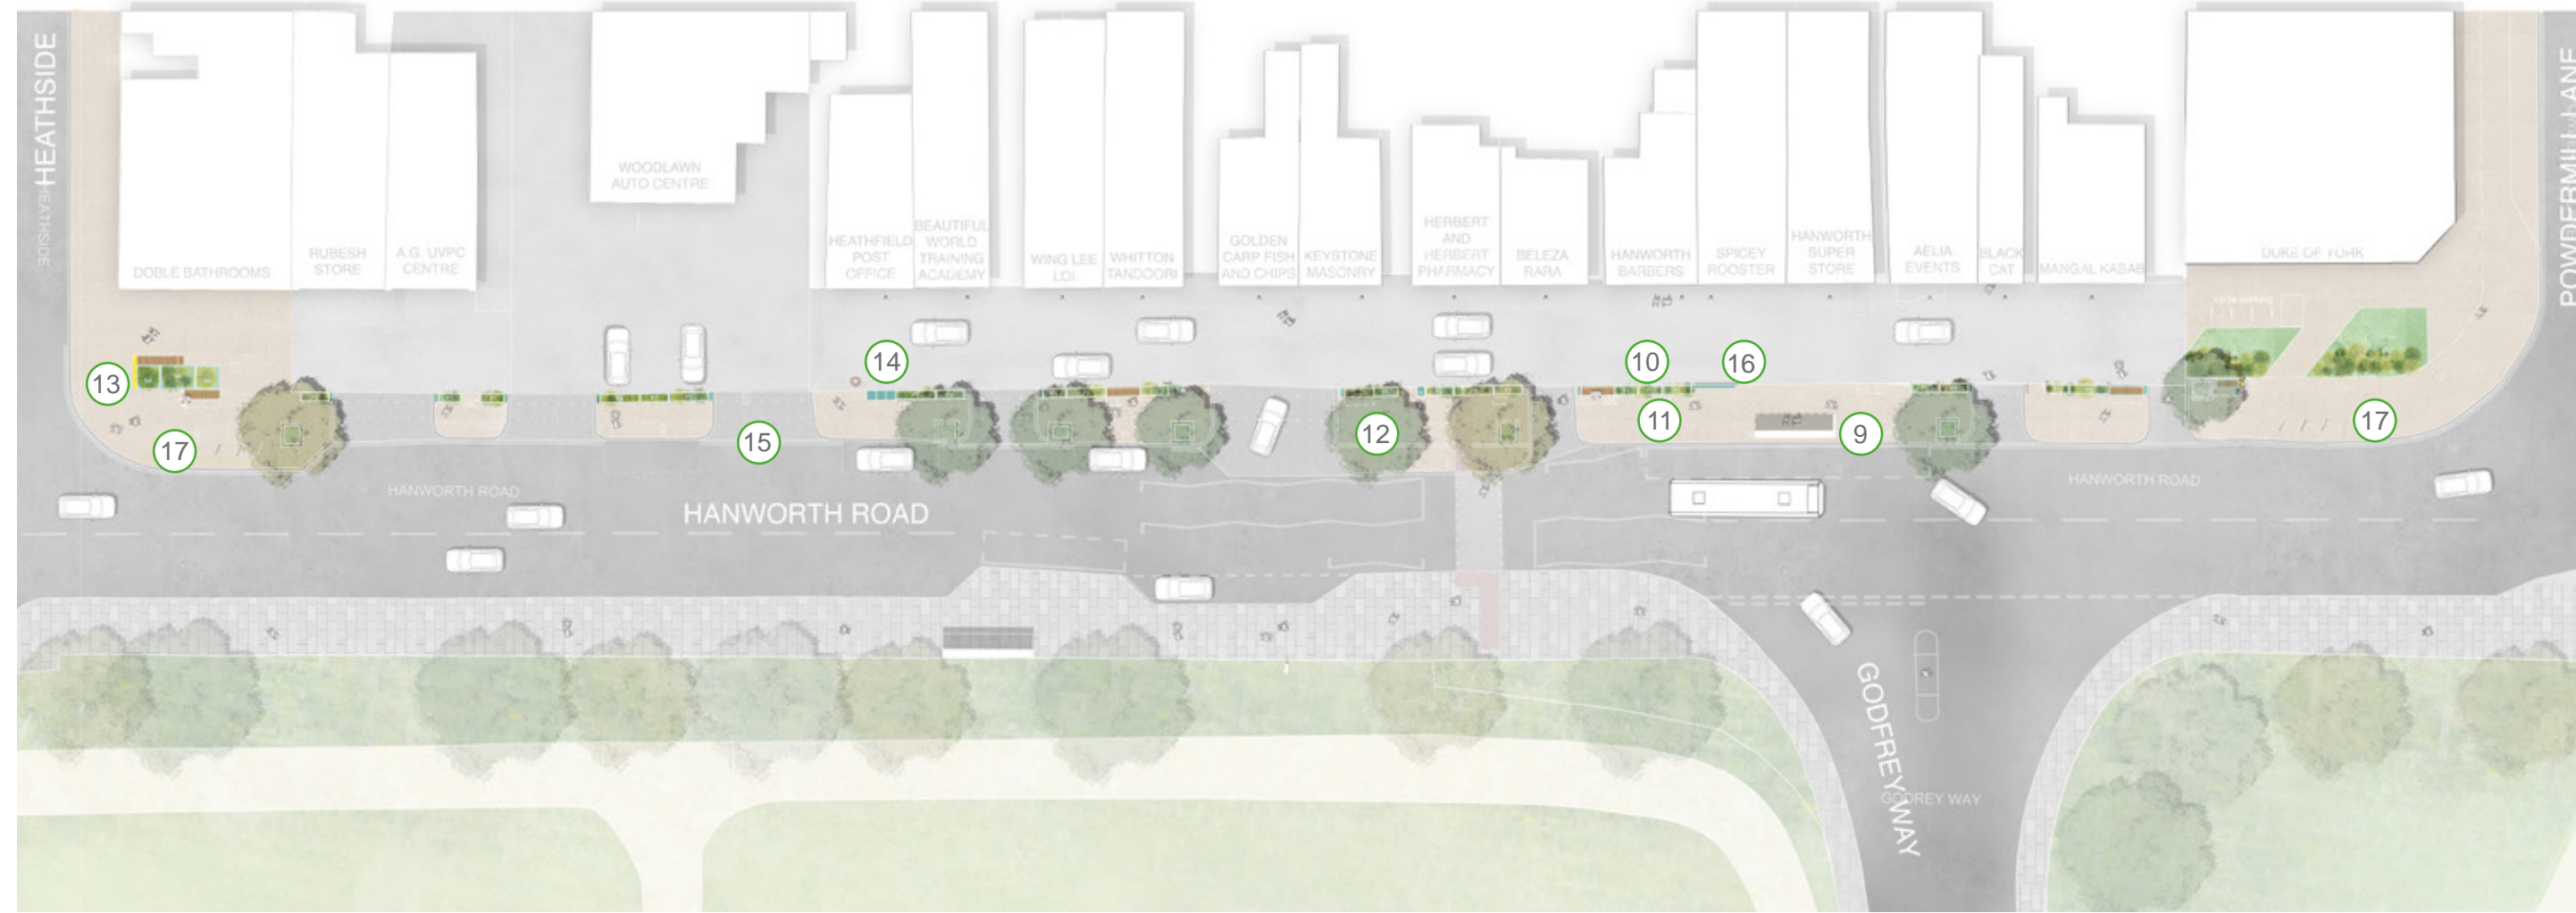 HEATHSIDE
HEATHSIDE
DOBLE BATHROOMS
RUBESH
STORE
A.G. UVPC
CENTRE
WOODLAWN
AUTO CENTRE
HEATHFIELD
POST
OFFICE
BEAUTIFUL
WORLD
TRAINING
ACADEMY
WING LEE
LOI
WHITTON
TANDOORI
GOLDEN
CARP FISH
AND CHIPS
KEYSTONE
MASONRY
HERBERT
AND
HERBERT
PHARMACY
BELEZA
RARA
HANWORTH
BARBERS
SPICEY
ROOSTER
HANWORTH
SUPER
STORE
AELIA
EVENTS
BLACK
CAT
MANGAL KABAB
DUKE OF YORK
POWDERMILL LANE
13
14
10
16
17
15
12
11
9
17
HANWORTH ROAD
HANWORTH ROAD
HANWORTH ROAD
GODFREY WAY
GODREY WAY